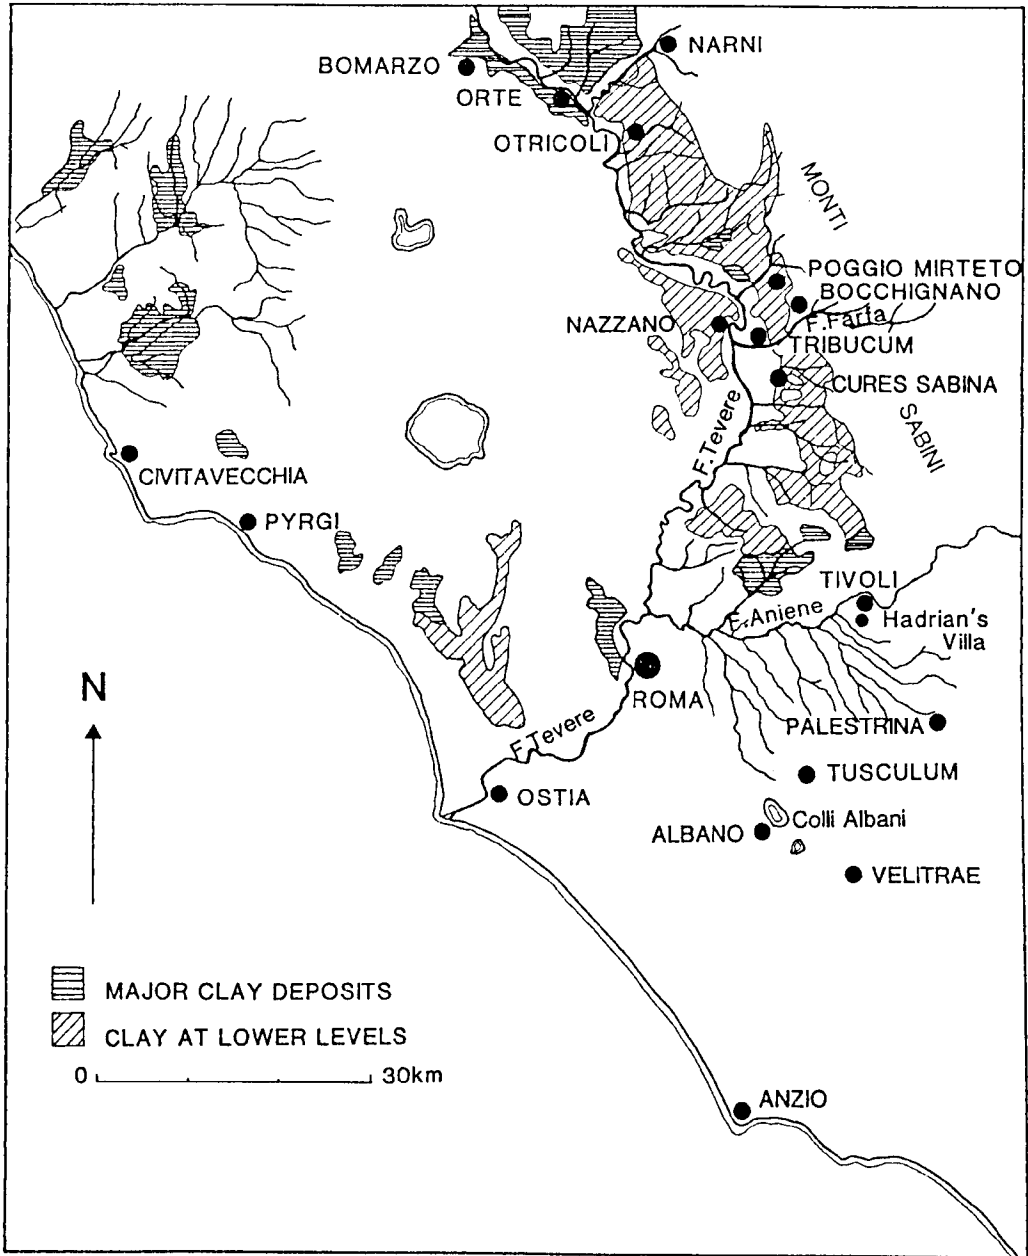 NARNI
BOMARZO
ORTE
OTRICOLI
MONTI
POGGIO MIRTETO
BOCCHIGNANO
F.Farfa
NAZZANO
TRIBUCUM
CURES SABINA
SABINI
F.Tevere
CIVITAVECCHIA
PYRGI
TIVOLI
F.Aniene
Hadrian's
Villa
ROMA
F.Tevere
PALESTRINA
TUSCULUM
OSTIA
Colli Albani
ALBANO
VELITRAE
N
MAJOR CLAY DEPOSITS
CLAY AT LOWER LEVELS
0 30km
ANZIO